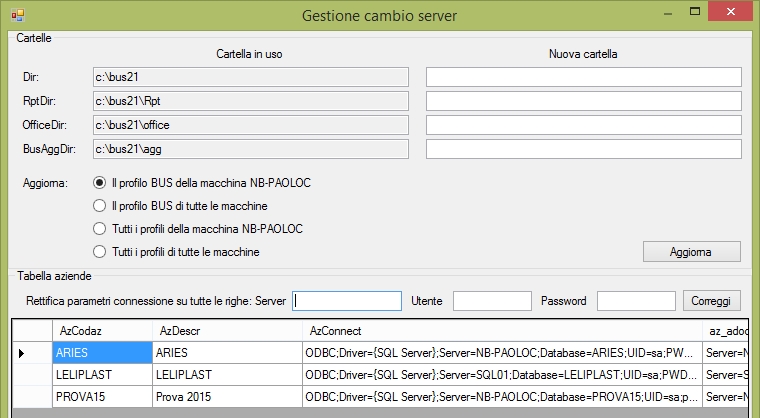 Gestione cambio server
Cartelle
Cartella in uso Nuova cartella
Dir: c:\bus21
RptDir: c:\bus21\Rpt
OfficeDir: c:\bus21\office
BusAggDir: c:\bus21\agg
Aggiorna: Il profilo BUS della macchina NB-PAOLOC
Il profilo BUS di tutte le macchine
Tutti i profili della macchina NB-PAOLOC
Tutti i profili di tutte le macchine
Aggiorna
Tabella aziende
Rettifica parametri connessione su tutte le righe: Server Utente Password Correggi
AzCodaz AzDescr AzConnect az_adoc
ARIES ARIES ODBC;Driver={SQL Server};Server=NB-PAOLOC;Database=ARIES;UID=sa;PWD... Server=N
LELIPLAST LELIPLAST ODBC;Driver={SQL Server};Server=SQL01;Database=LELIPLAST;UID=sa;PWD... Server=S
PROVA15 Prova 2015 ODBC;Driver={SQL Server};Server=NB-PAOLOC;Database=PROVA15;UID=sa;p... Server=N